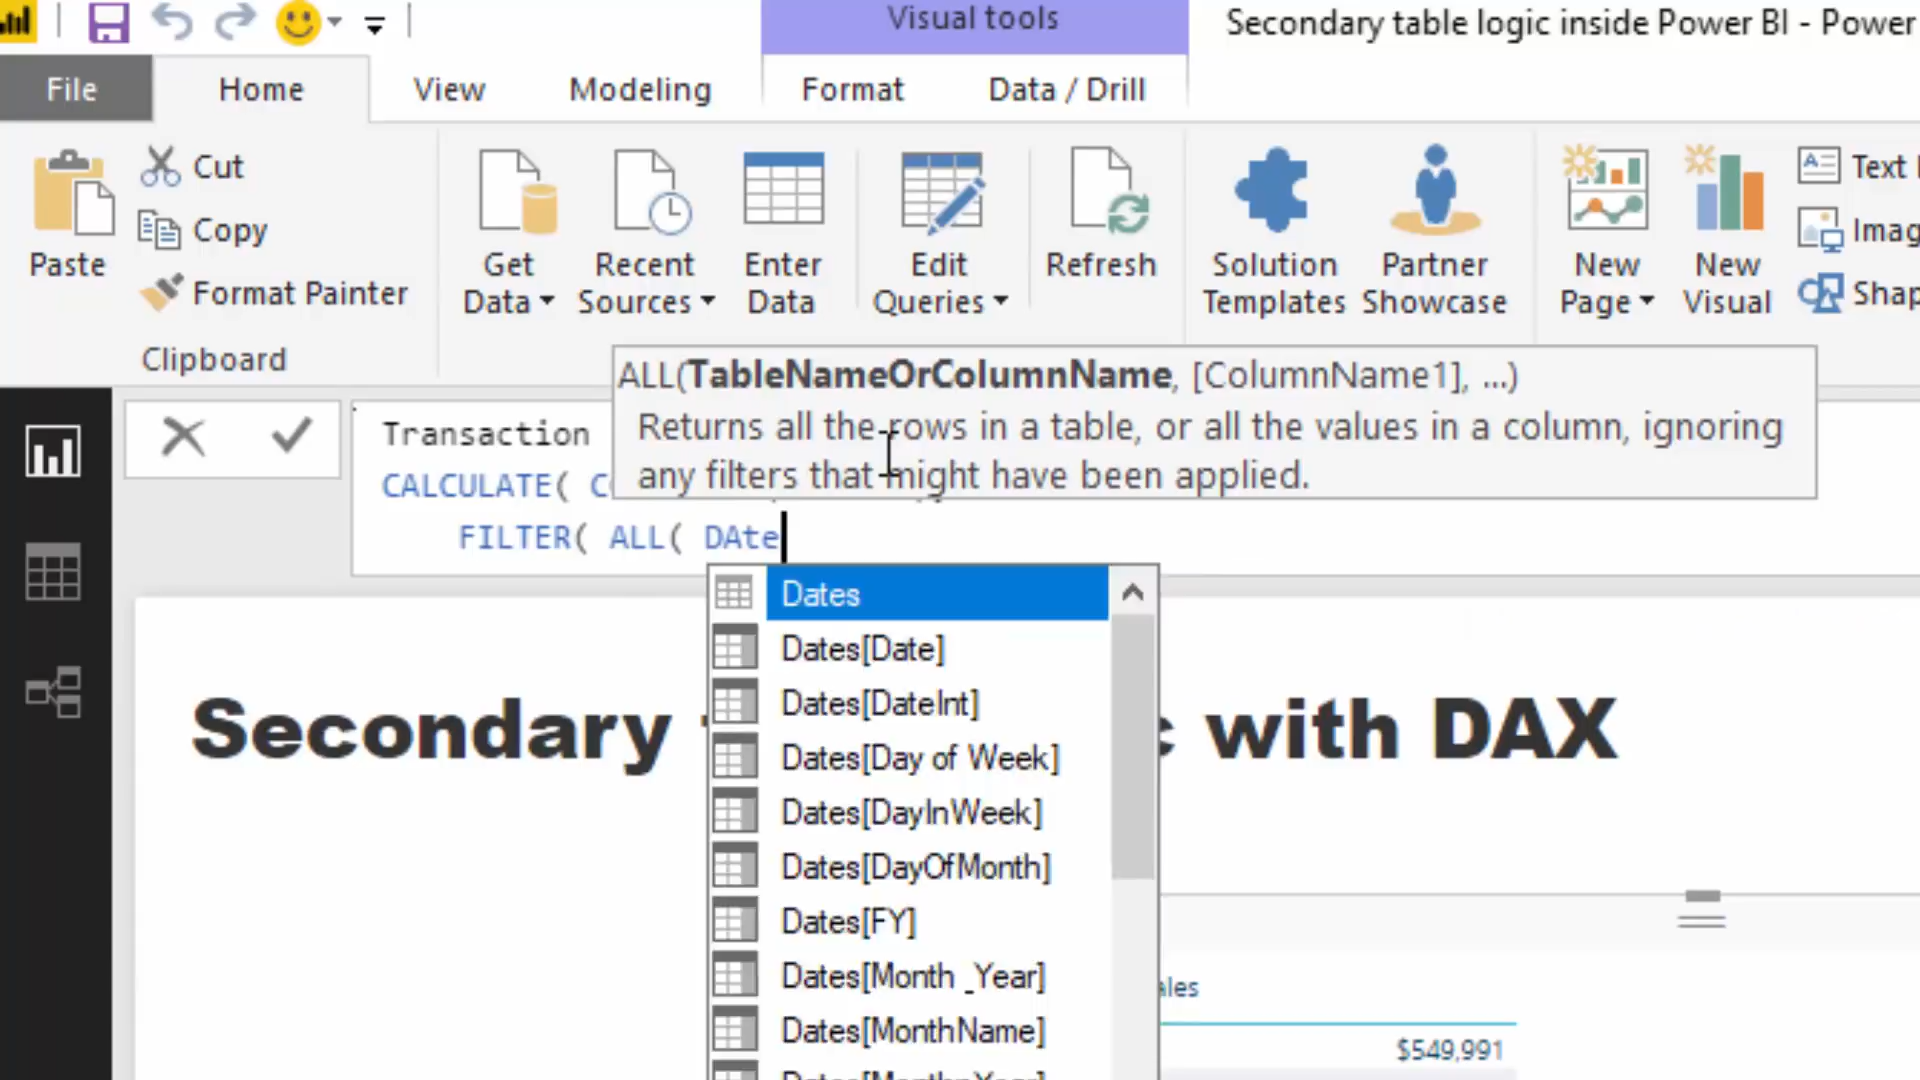 Visual tools
Secondary table logic inside Power BI - Power
File
Home
View
Modeling
Format
Data / Drill
Paste
Cut
Copy
Format Painter
Clipboard
Get
Data
Recent
Sources
Enter
Data
Edit
Queries
Refresh
Solution
Templates
Partner
Showcase
New
Page
New
Visual
Text
ALL(TableNameOrColumnName, [ColumnName1], ...)
Returns all the rows in a table, or all the values in a column, ignoring
any filters that might have been applied.
Transaction
CALCULATE(
FILTER( ALL( DAte
Dates
Dates[Date]
Dates[DateInt]
Dates[Day of Week]
Dates[DayInWeek]
Dates[DayOfMonth]
Dates[FY]
Dates[Month _Year]
Dates[MonthName]
Secondary
with DAX
$549,991